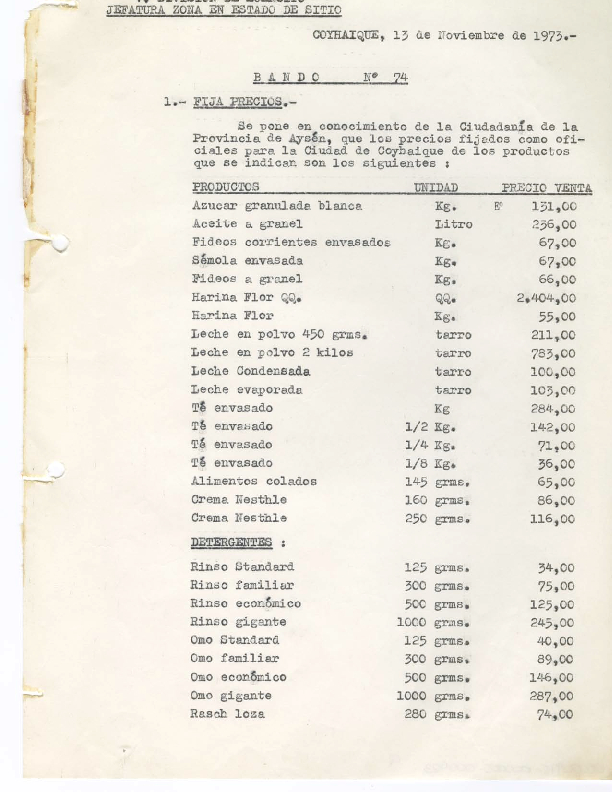 DIVISION DE EJERCITO
JEFATURA ZONA EN ESTADO DE SITIO
COYHAIQUE, 13 de Noviembre de 1973.-
B A N D O Nº 74
1.- FIJA PRECIOS.-
Se pone en conocimiento de la Ciudadanía de la
Provincia de Aysén, que los precios fijados como ofi-
ciales para la Ciudad de Coyhaique de los productos
que se indican son los siguientes :
PRODUCTOS UNIDAD PRECIO VENTA
Azucar granulada blanca Kg. Eº 131,00
Aceite a granel Litro 236,00
Fideos corrientes envasados Kg. 67,00
Sémola envasada Kg. 67,00
Fideos a granel Kg. 66,00
Harina Flor QQ. QQ. 2.404,00
Harina Flor Kg. 55,00
Leche en polvo 450 grms. tarro 211,00
Leche en polvo 2 kilos tarro 783,00
Leche Condensada tarro 100,00
Leche evaporada tarro 103,00
Té envasado Kg 284,00
Té envasado 1/2 Kg. 142,00
Té envasado 1/4 Kg. 71,00
Té envasado 1/8 Kg. 36,00
Alimentos colados 145 grms. 65,00
Crema Nesthle 160 grms. 86,00
Crema Nesthle 250 grms. 116,00
DETERGENTES :
Rinso Standard 125 grms. 34,00
Rinso familiar 300 grms. 75,00
Rinso económico 500 grms. 125,00
Rinso gigante 1000 grms. 245,00
Omo Standard 125 grms. 40,00
Omo familiar 300 grms. 89,00
Omo económico 500 grms. 146,00
Omo gigante 1000 grms. 287,00
Rasch loza 280 grms. 74,00